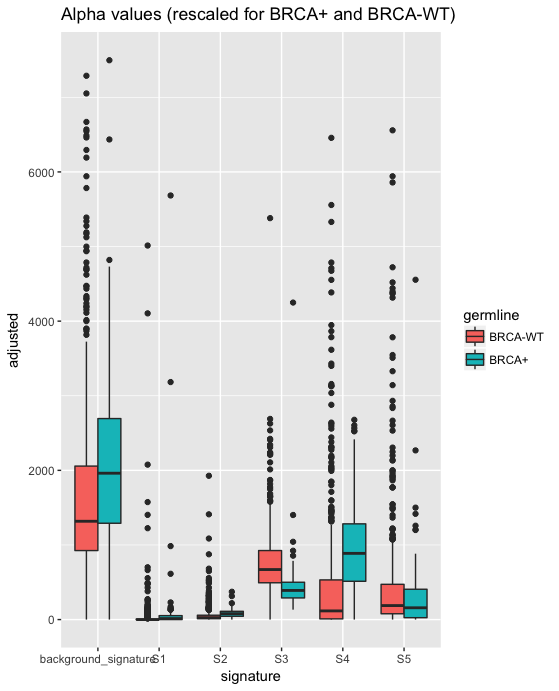 Alpha values (rescaled for BRCA+ and BRCA-WT)
adjusted
6000
4000
2000
0
background_signature S1 S2 S3 S4 S5
signature
germline
BRCA-WT
BRCA+